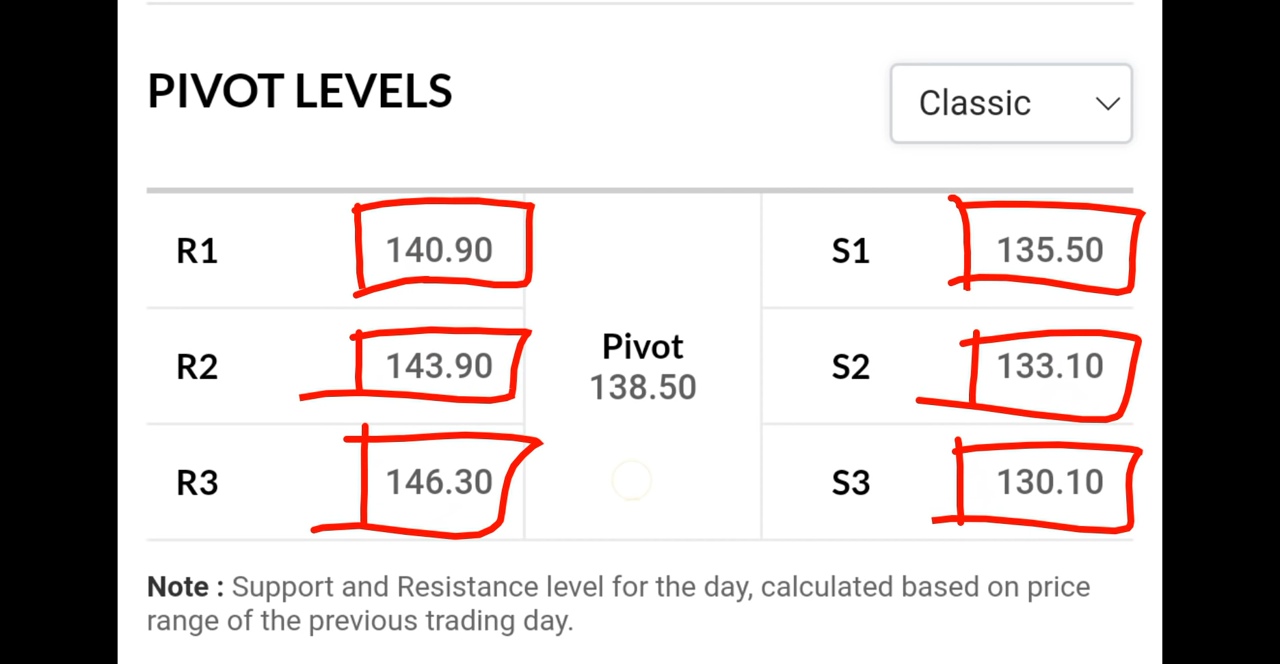 PIVOT LEVELS
Classic
R1 140.90 S1 135.50
Pivot
R2 143.90 S2 133.10
138.50
R3 146.30 S3 130.10
Note : Support and Resistance level for the day, calculated based on price
range of the previous trading day.